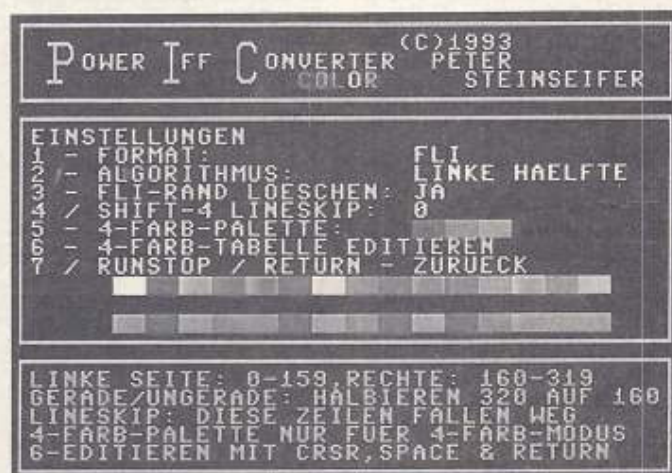 POWER IFF CONVERTER (C)1993
COLOR PETER
STEINSEIFER
EINSTELLUNGEN
1 - FORMAT: FLI
2 - ALGORITHMUS: LINKE HAELFTE
3 - FLI-RAND LOESCHEN: JA
4 / SHIFT-4 LINESKIP: 0
5 - 4-FARB-PALETTE:
6 - 4-FARB-TABELLE EDITIEREN
7 / RUNSTOP / RETURN - ZURUECK
LINKE SEITE: 0-159,RECHTE: 160-319
GERADE/UNGERADE: HALBIEREN 320 AUF 160
LINESKIP: DIESE ZEILEN FALLEN WEG
4-FARB-PALETTE NUR FUER 4-FARB-MODUS
6-EDITIEREN MIT CRSR,SPACE & RETURN